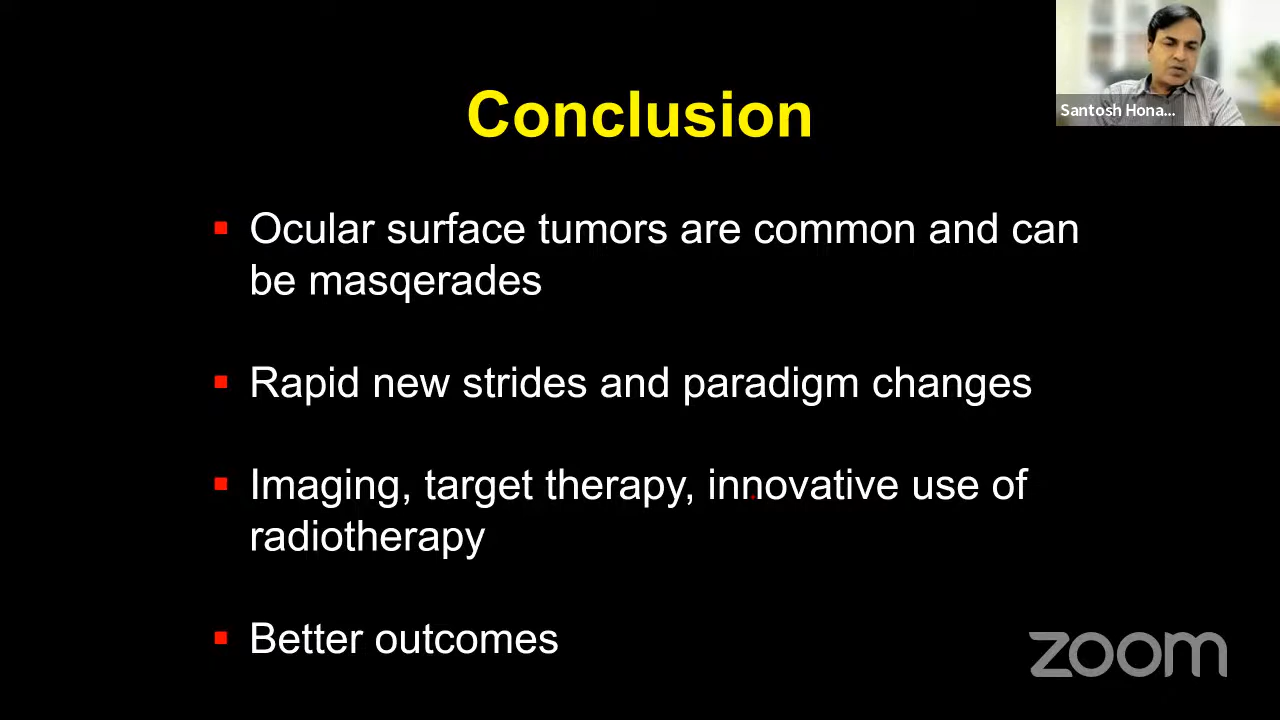 Santosh Hona...
Conclusion
▪ Ocular surface tumors are common and can
be masqerades
▪ Rapid new strides and paradigm changes
▪ Imaging, target therapy, innovative use of
radiotherapy
▪ Better outcomes
zoom